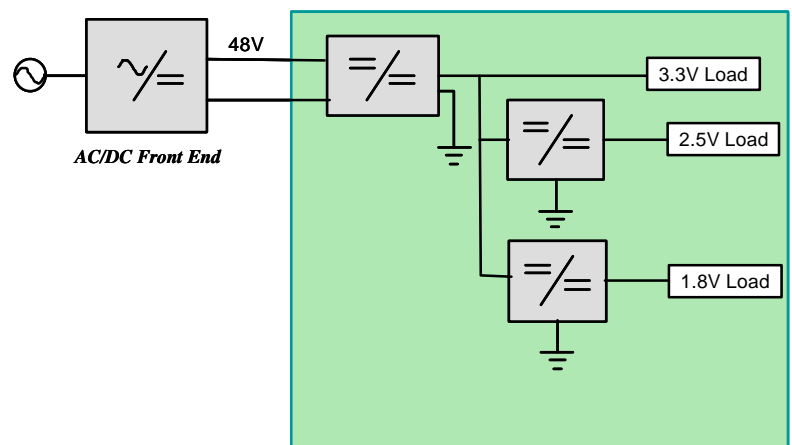 48V
3.3V Load
2.5V Load
AC/DC Front End
1.8V Load